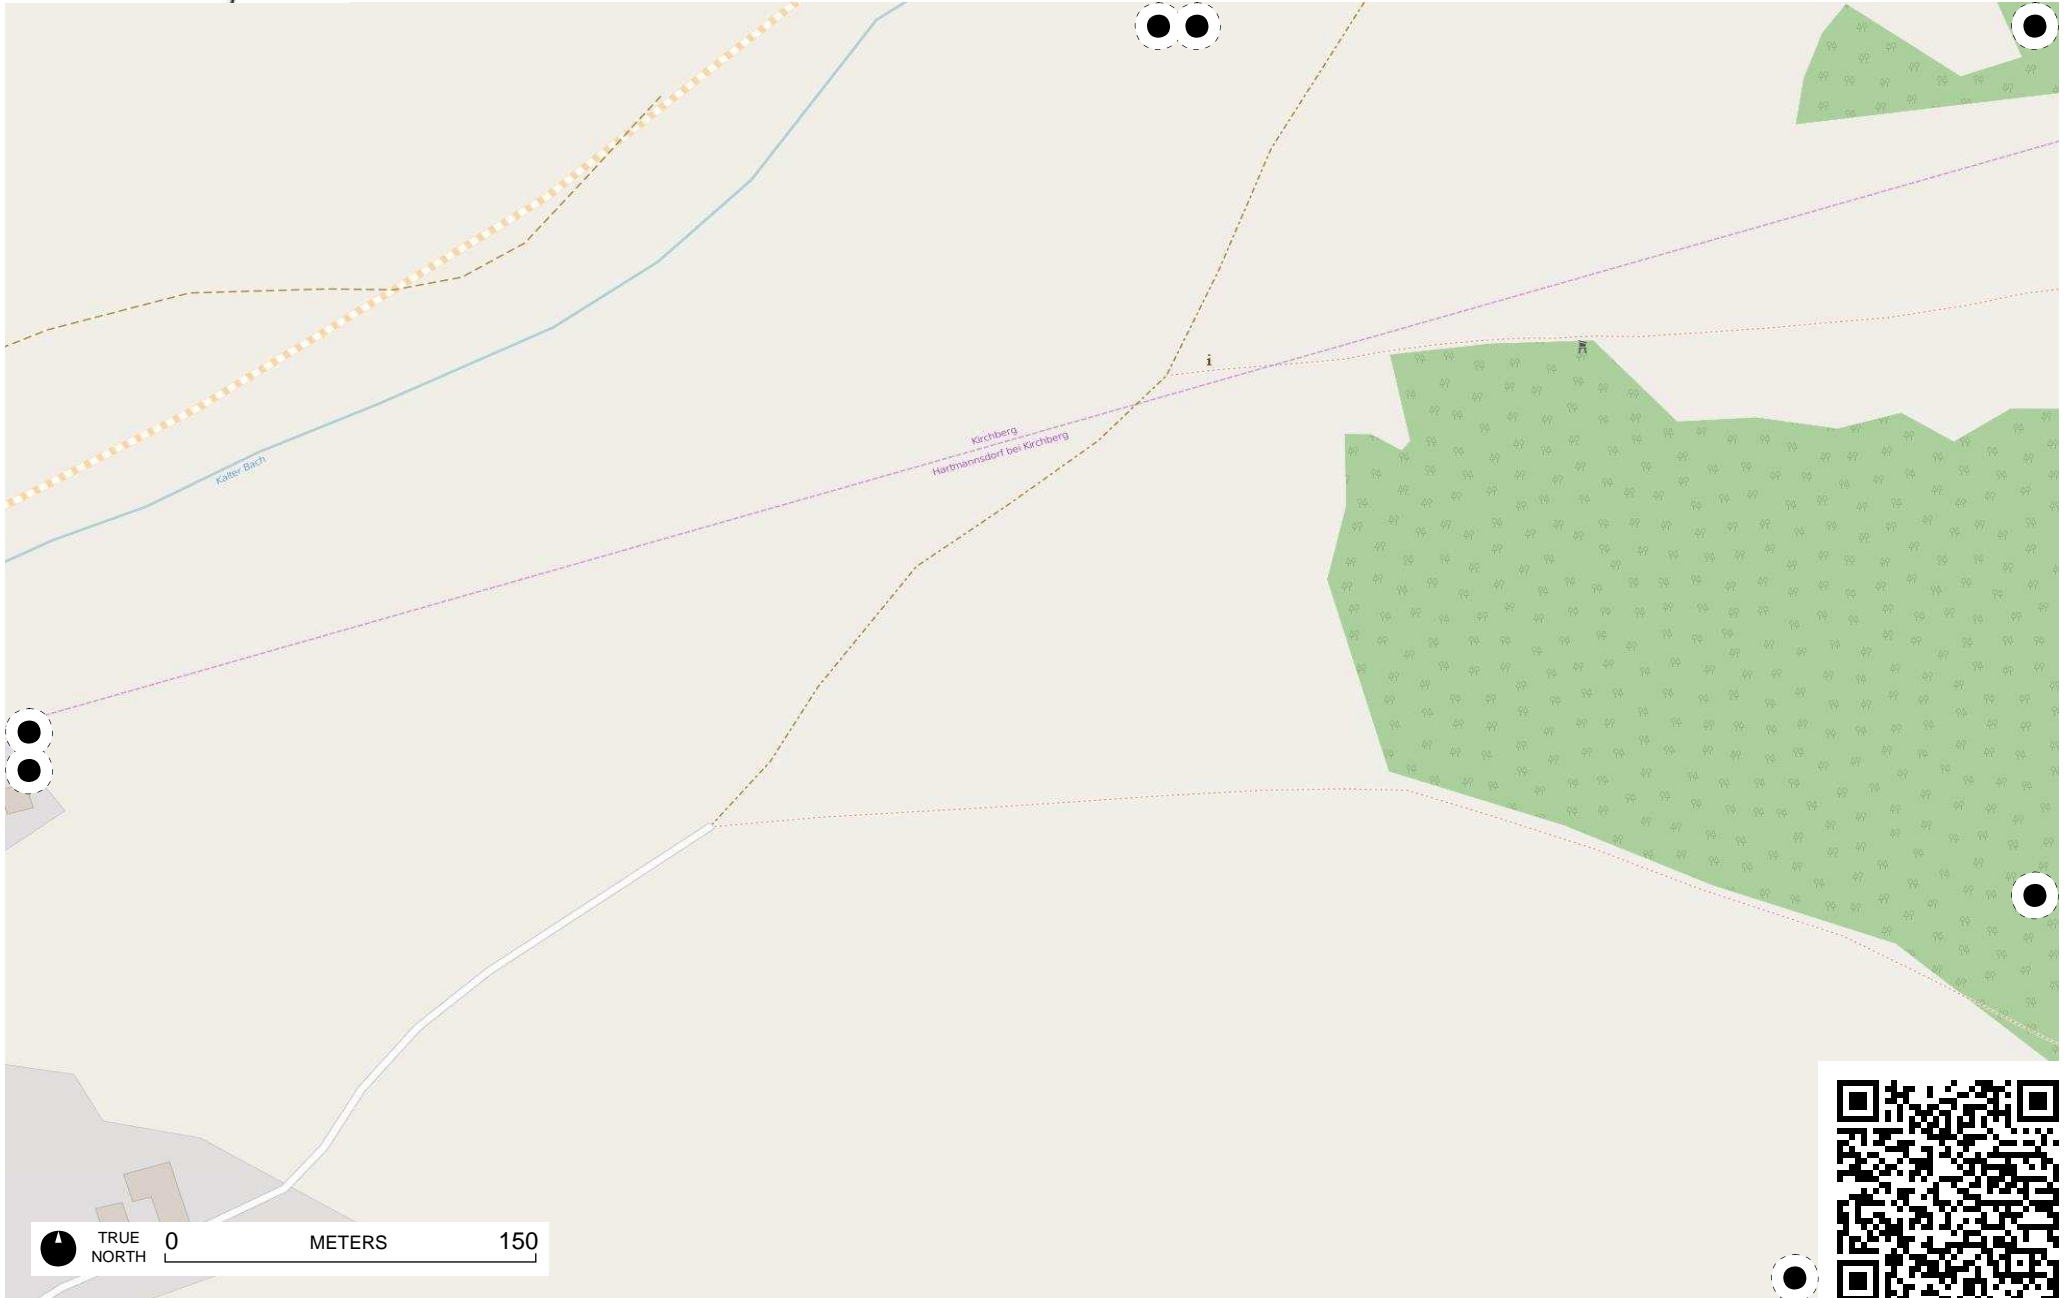 i
Kirchberg
Hartmannsdorf bei Kirchberg
Kalter Bach
TRUE
NORTH
0 METERS 150